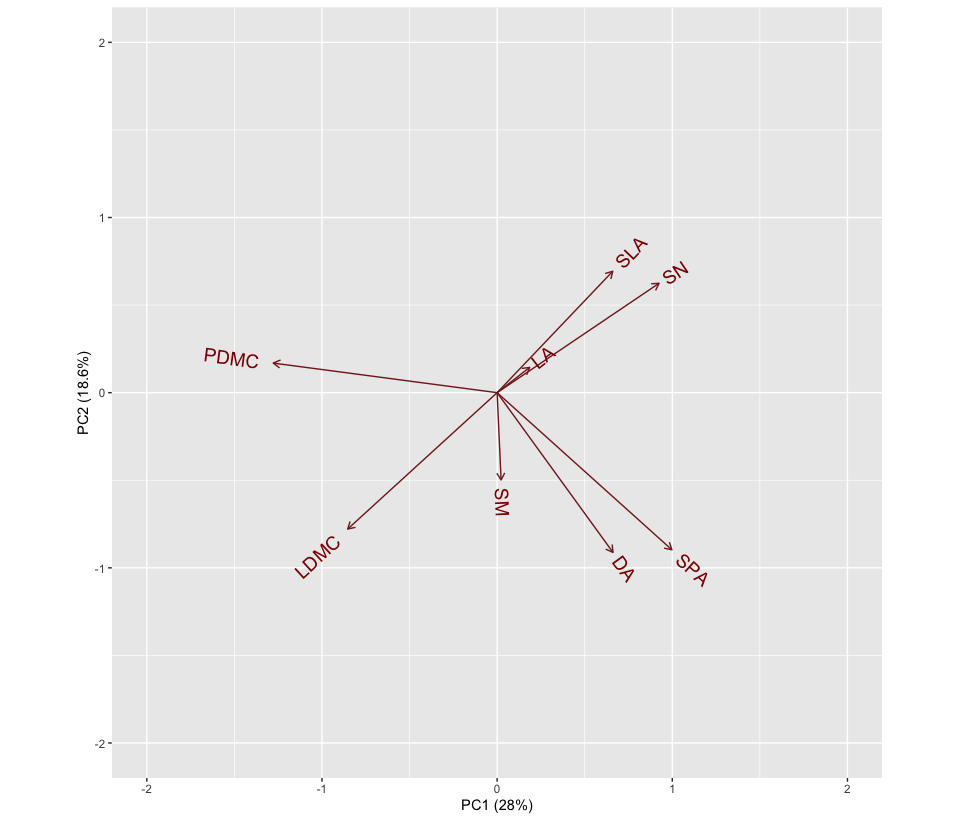 2
1
0
-1
-2
PC2 (18.6%)
SLA
SN
LA
PDMC
SM
LDMC
DA
SPA
-2
-1
0
1
2
PC1 (28%)